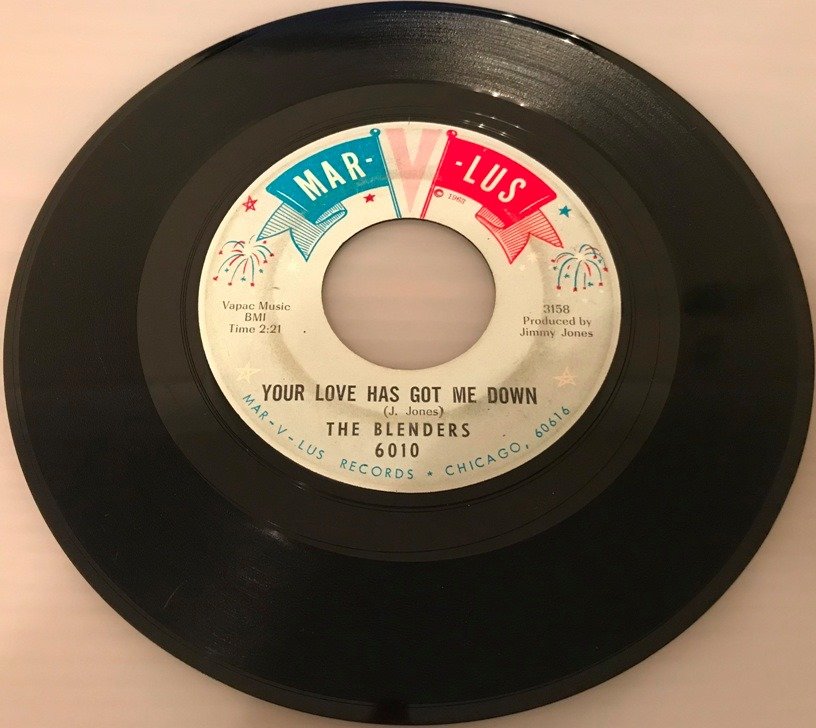 MAR-V-LUS
Vapac Music
BMI
Time 2:21
3158
Produced by
Jimmy Jones
YOUR LOVE HAS GOT ME DOWN
(J. Jones)
THE BLENDERS
6010
MAR-V-LUS RECORDS ★ CHICAGO, 60616